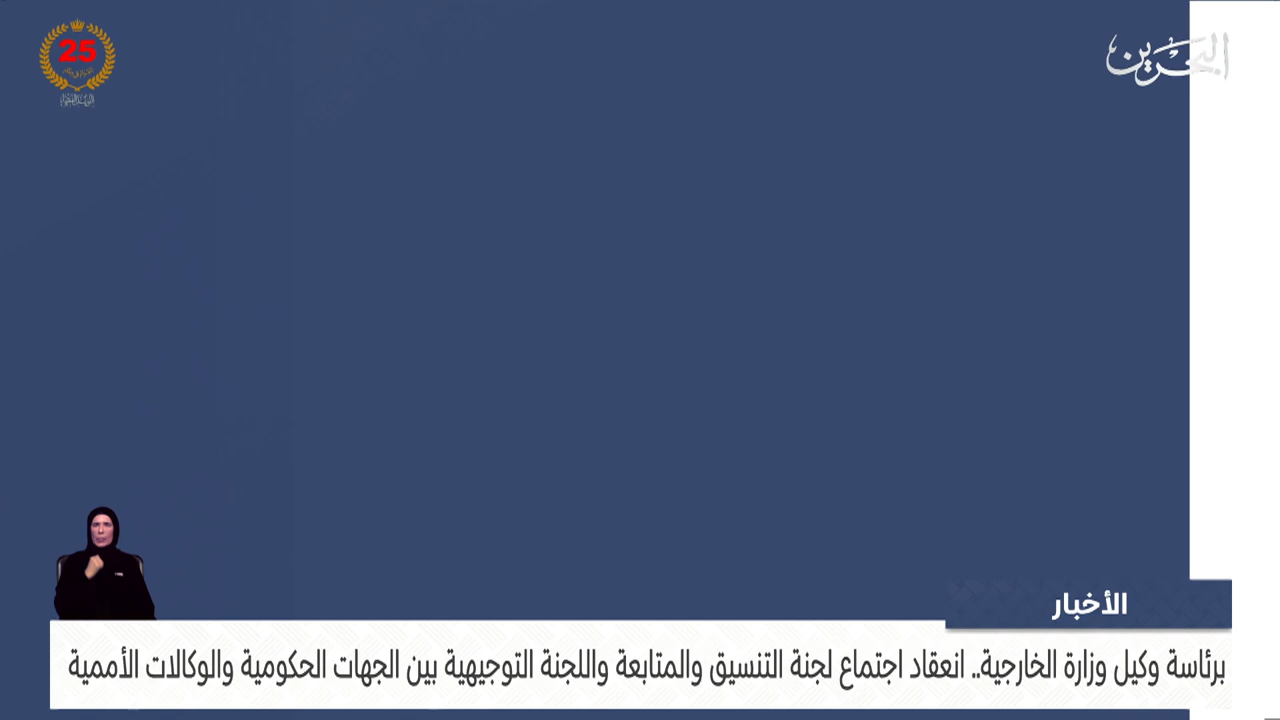 البحرين
25
الأخبار
برئاسة وكيل وزارة الخارجية.. انعقاد اجتماع لجنة التنسيق والمتابعة واللجنة التوجيهية بين الجهات الحكومية والوكالات الأممية